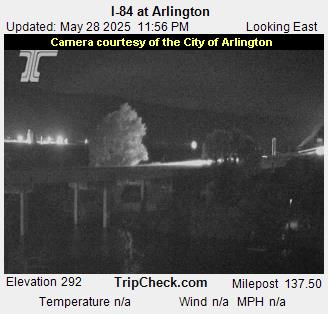 I-84 at Arlington
Updated: May 28 2025 11:56 PM Looking East
Camera courtesy of the City of Arlington
Elevation 292 TripCheck.com Milepost 137.50
Temperature n/a Wind n/a MPH n/a